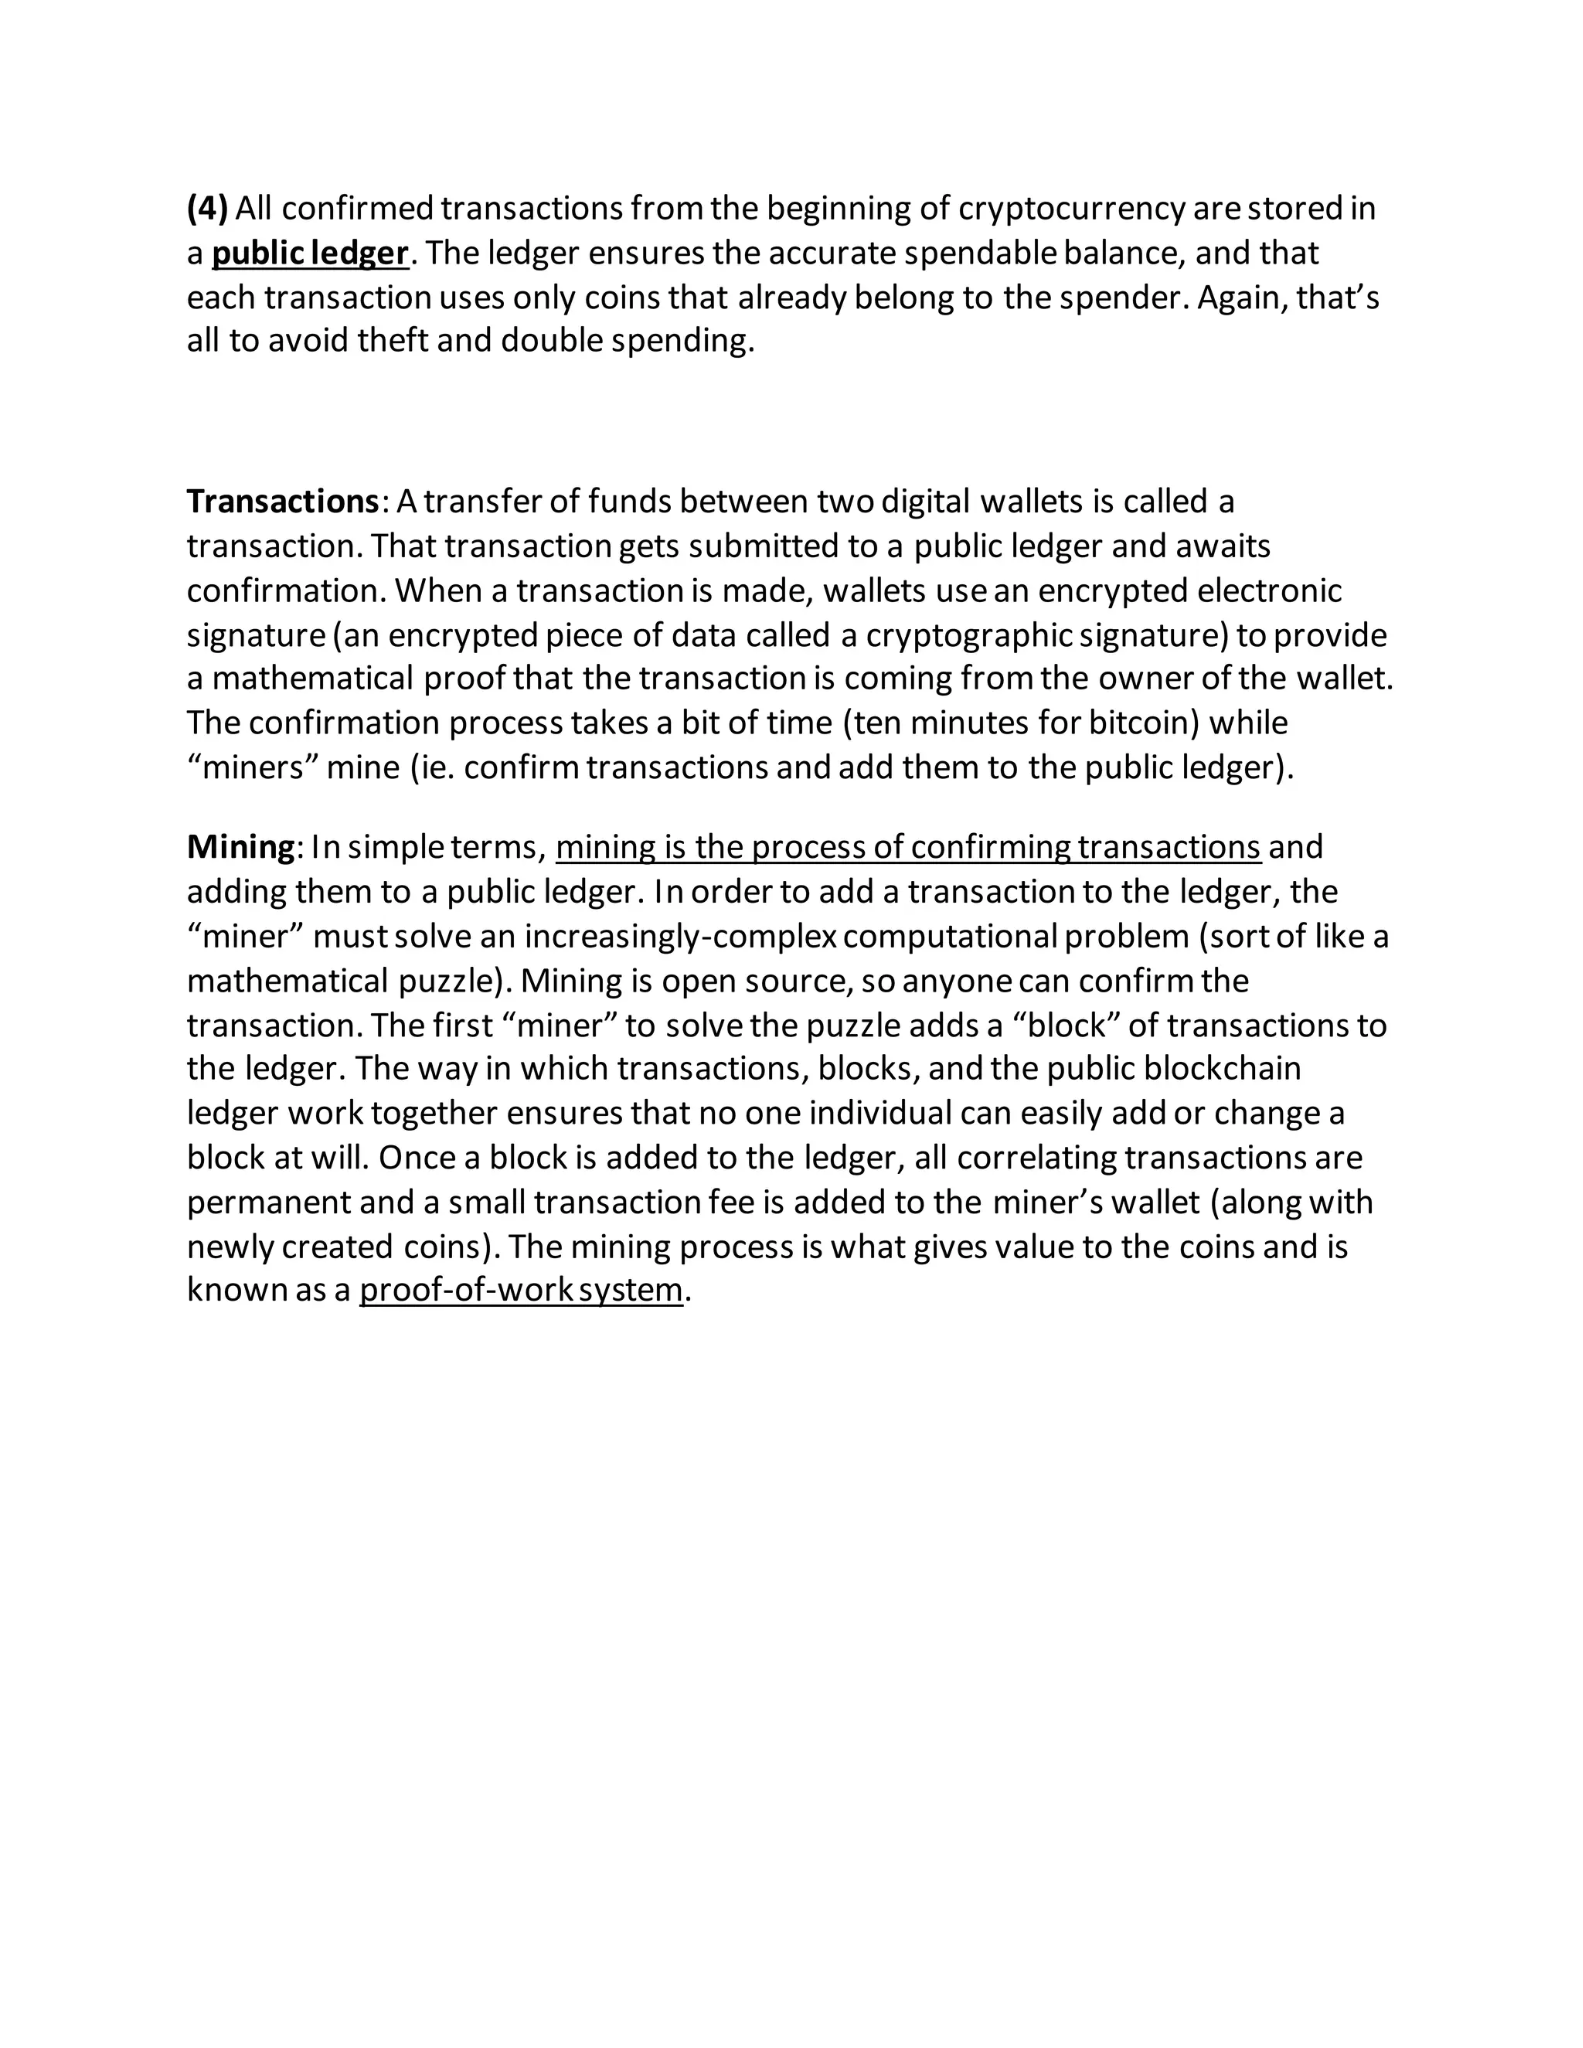 (4) All confirmed transactions from the beginning of cryptocurrency are stored in
a public ledger. The ledger ensures the accurate spendable balance, and that
each transaction uses only coins that already belong to the spender. Again, that’s
all to avoid theft and double spending.
Transactions: A transfer of funds between two digital wallets is called a
transaction. That transaction gets submitted to a public ledger and awaits
confirmation. When a transaction is made, wallets use an encrypted electronic
signature (an encrypted piece of data called a cryptographic signature) to provide
a mathematical proof that the transaction is coming from the owner of the wallet.
The confirmation process takes a bit of time (ten minutes for bitcoin) while
“miners” mine (ie. confirm transactions and add them to the public ledger).
Mining: In simple terms, mining is the process of confirming transactions and
adding them to a public ledger. In order to add a transaction to the ledger, the
“miner” must solve an increasingly-complex computational problem (sort of like a
mathematical puzzle). Mining is open source, so anyone can confirm the
transaction. The first “miner” to solve the puzzle adds a “block” of transactions to
the ledger. The way in which transactions, blocks, and the public blockchain
ledger work together ensures that no one individual can easily add or change a
block at will. Once a block is added to the ledger, all correlating transactions are
permanent and a small transaction fee is added to the miner’s wallet (along with
newly created coins). The mining process is what gives value to the coins and is
known as a proof-of-work system.